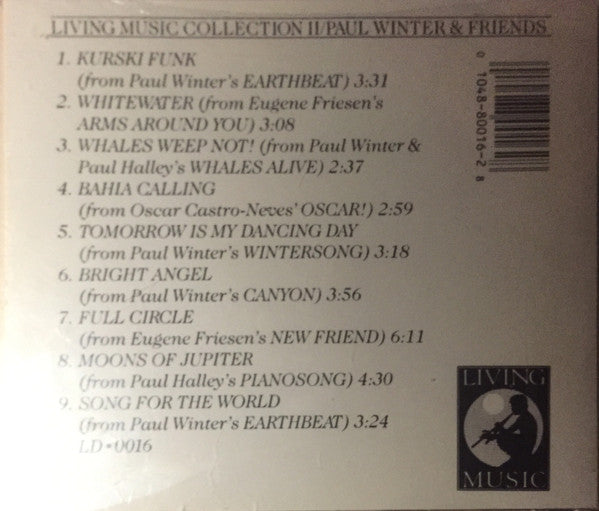 LIVING MUSIC COLLECTION II/PAUL WINTER & FRIENDS
1. KURSKI FUNK
(from Paul Winter's EARTHBEAT) 3:31
2. WHITEWATER (from Eugene Friesen's
ARMS AROUND YOU) 3:08
3. WHALES WEEP NOT! (from Paul Winter &
Paul Halley's WHALES ALIVE) 2:37
4. BAHIA CALLING
(from Oscar Castro-Neves' OSCAR!) 2:59
5. TOMORROW IS MY DANCING DAY
(from Paul Winter's WINTERSONG) 3:18
6. BRIGHT ANGEL
(from Paul Winter's CANYON) 3:56
7. FULL CIRCLE
(from Eugene Friesen's NEW FRIEND) 6:11
8. MOONS OF JUPITER
(from Paul Halley's PIANOSONG) 4:30
9. SONG FOR THE WORLD
(from Paul Winter's EARTHBEAT) 3:24
LD•0016
0 1048-80016-2 8
LIVING
MUSIC